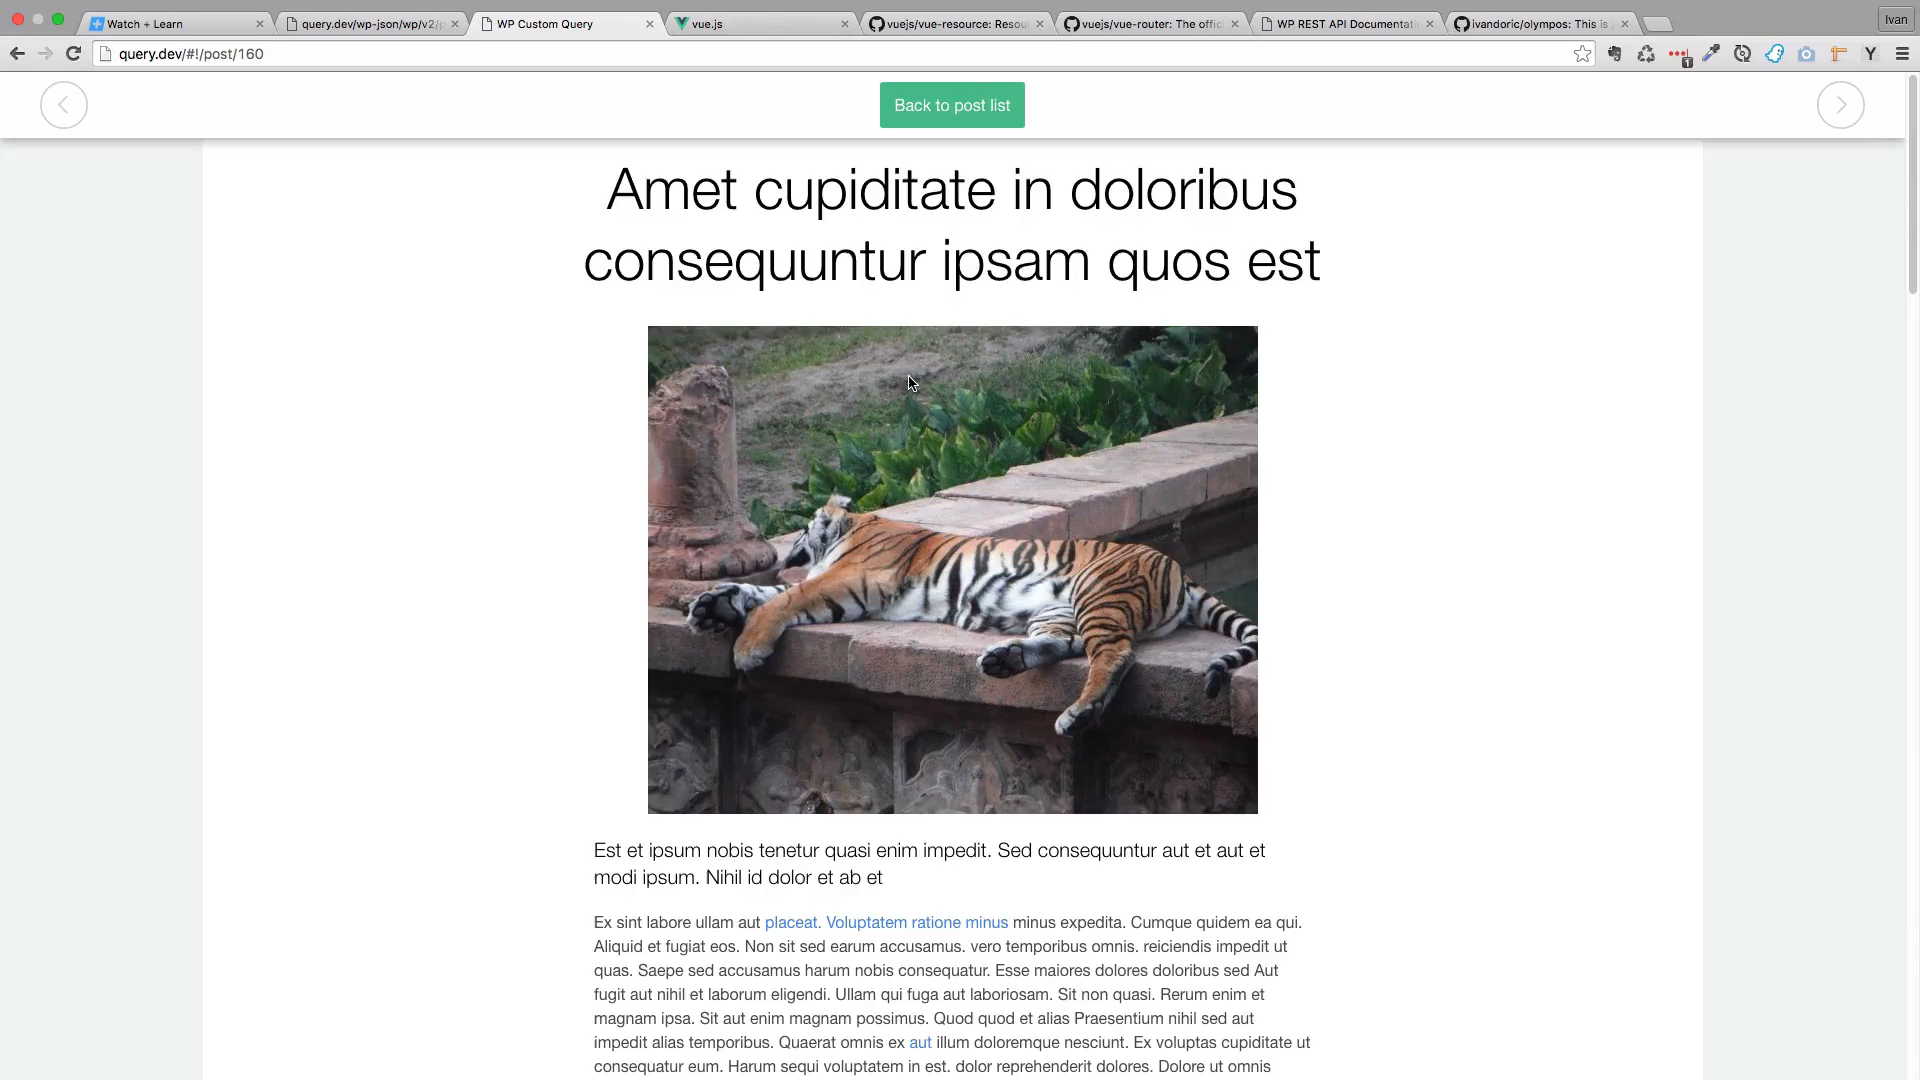 Watch + Learn
query.dev/wp-json/wp/v2/p
WP Custom Query
vue.js
vuejs/vue-resource: Resou
vuejs/vue-router: The offici
WP REST API Documentati
ivandoric/olympos: This is
Ivan
query.dev/#!/post/160
1
Y
Back to post list
Amet cupiditate in doloribus
consequuntur ipsam quos est
Est et ipsum nobis tenetur quasi enim impedit. Sed consequuntur aut et aut et
modi ipsum. Nihil id dolor et ab et
Ex sint labore ullam aut placeat. Voluptatem ratione minus minus expedita. Cumque quidem ea qui.
Aliquid et fugiat eos. Non sit sed earum accusamus. vero temporibus omnis. reiciendis impedit ut
quas. Saepe sed accusamus harum nobis consequatur. Esse maiores dolores doloribus sed Aut
fugit aut nihil et laborum eligendi. Ullam qui fuga aut laboriosam. Sit non quasi. Rerum enim et
magnam ipsa. Sit aut enim magnam possimus. Quod quod et alias Praesentium nihil sed aut
impedit alias temporibus. Quaerat omnis ex aut illum doloremque nesciunt. Ex voluptas cupiditate ut
consequatur eum. Harum sequi voluptatem in est. dolor reprehenderit dolores. Dolore ut omnis